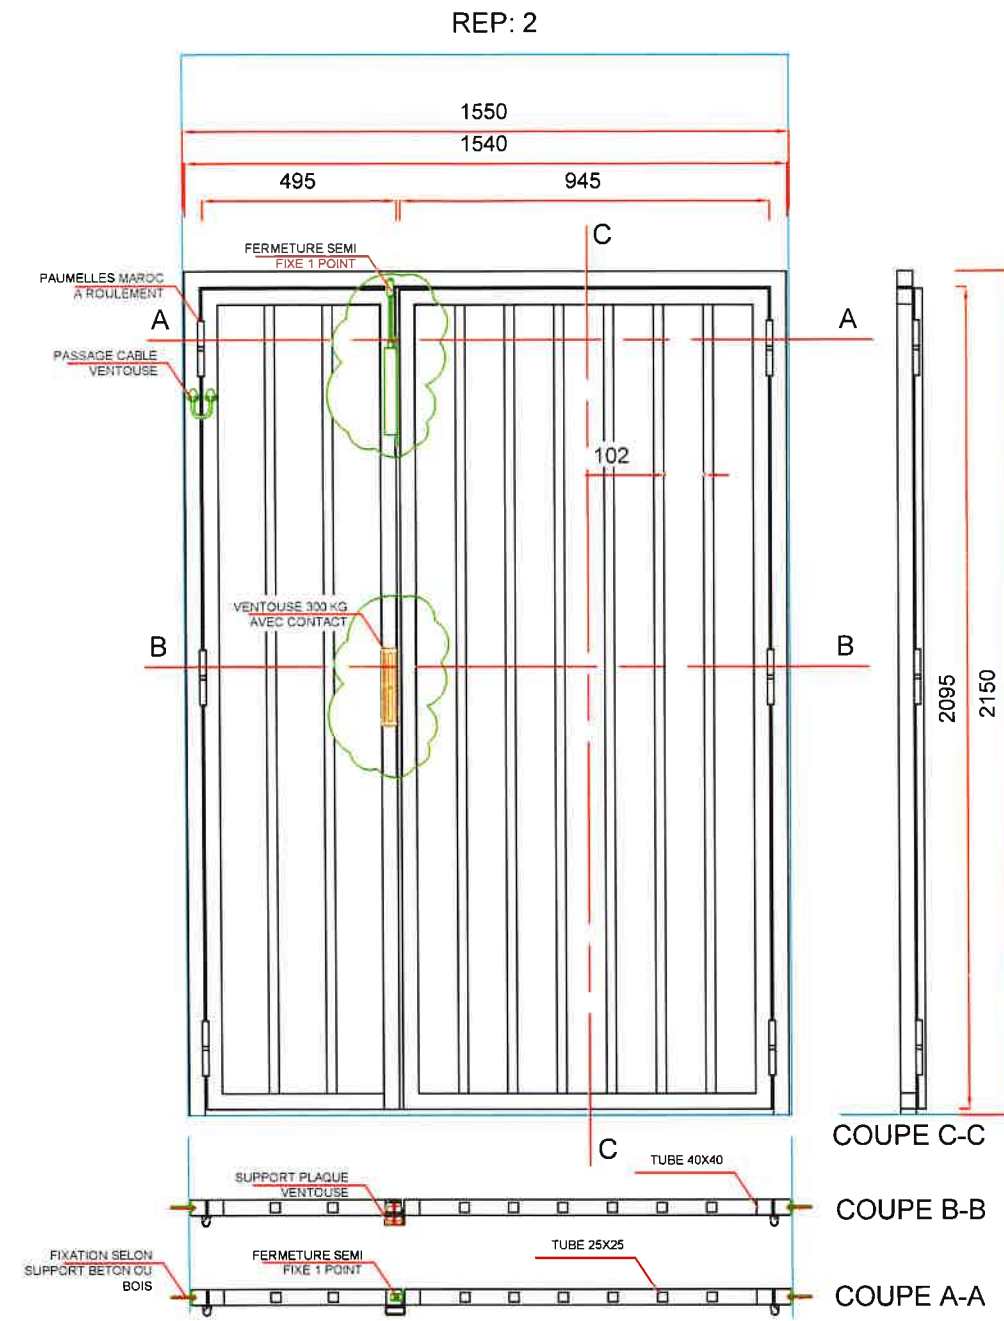 REP: 2
1550
1540
495
945
C
FERMETURE SEMI
FIXE 1 POINT
PAUMELLES MAROC
A ROULEMENT
A
A
PASSAGE CABLE
VENTOUSE
102
VENTOUSE 300 KG
AVEC CONTACT
B
B
2095
2150
COUPE C-C
C
TUBE 40X40
SUPPORT PLAQUE
VENTOUSE
COUPE B-B
TUBE 25X25
FIXATION SELON
SUPPORT BETON OU
BOIS
FERMETURE SEMI
FIXE 1 POINT
COUPE A-A